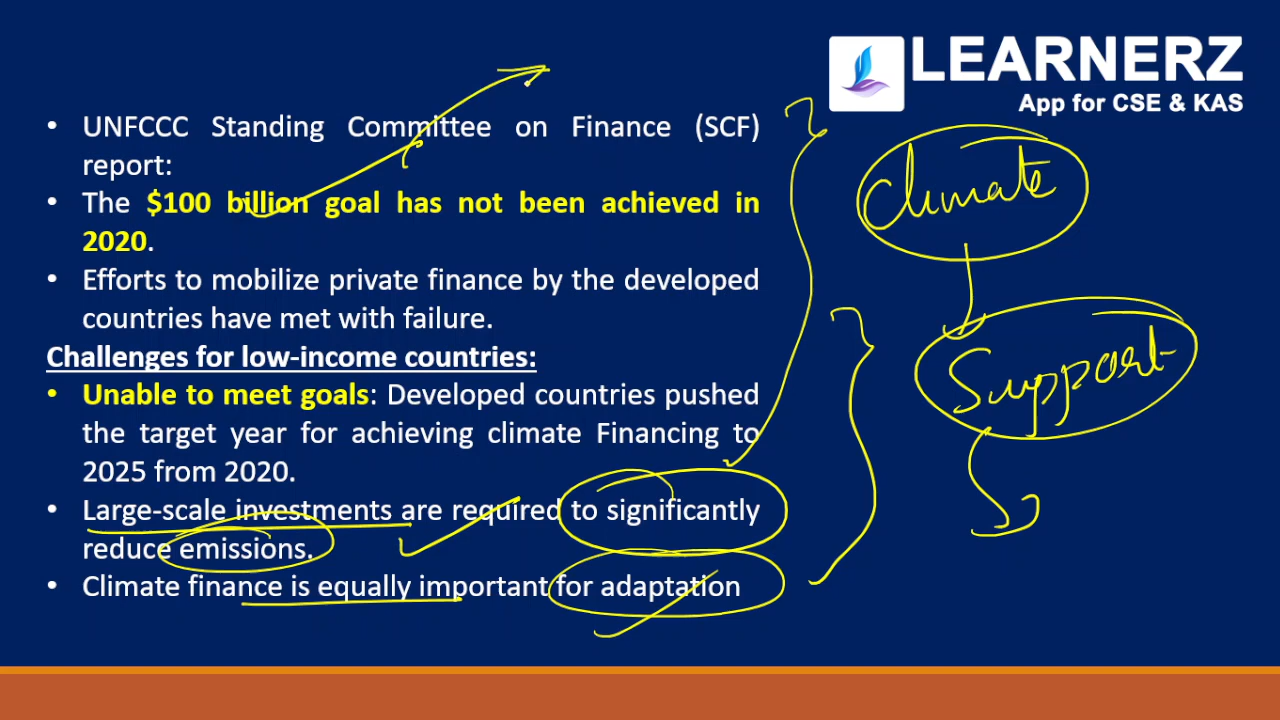 LEARNERZ
App for CSE & KAS
• UNFCCC Standing Committee on Finance (SCF)
report:
• The $100 billion goal has not been achieved in
2020.
• Efforts to mobilize private finance by the developed
countries have met with failure.
Challenges for low-income countries:
• Unable to meet goals: Developed countries pushed
the target year for achieving climate Financing to
2025 from 2020.
• Large-scale investments are required to significantly
reduce emissions.
• Climate finance is equally important for adaptation
Climate
Support